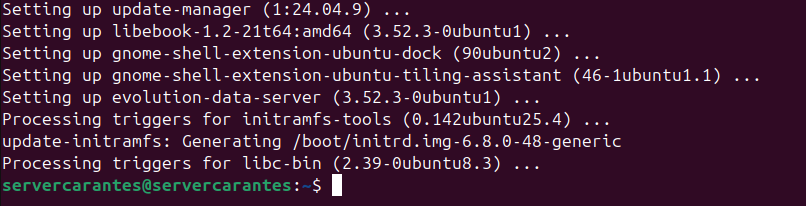 Setting up update-manager (1:24.04.9) ...
Setting up libebook-1.2-21t64:amd64 (3.52.3-0ubuntu1) ...
Setting up gnome-shell-extension-ubuntu-dock (90ubuntu2) ...
Setting up gnome-shell-extension-ubuntu-tiling-assistant (46-1ubuntu1.1) ...
Setting up evolution-data-server (3.52.3-0ubuntu1) ...
Processing triggers for initramfs-tools (0.142ubuntu25.4) ...
update-initramfs: Generating /boot/initrd.img-6.8.0-48-generic
Processing triggers for libc-bin (2.39-0ubuntu8.3) ...
servercarantes@servercarantes:~$